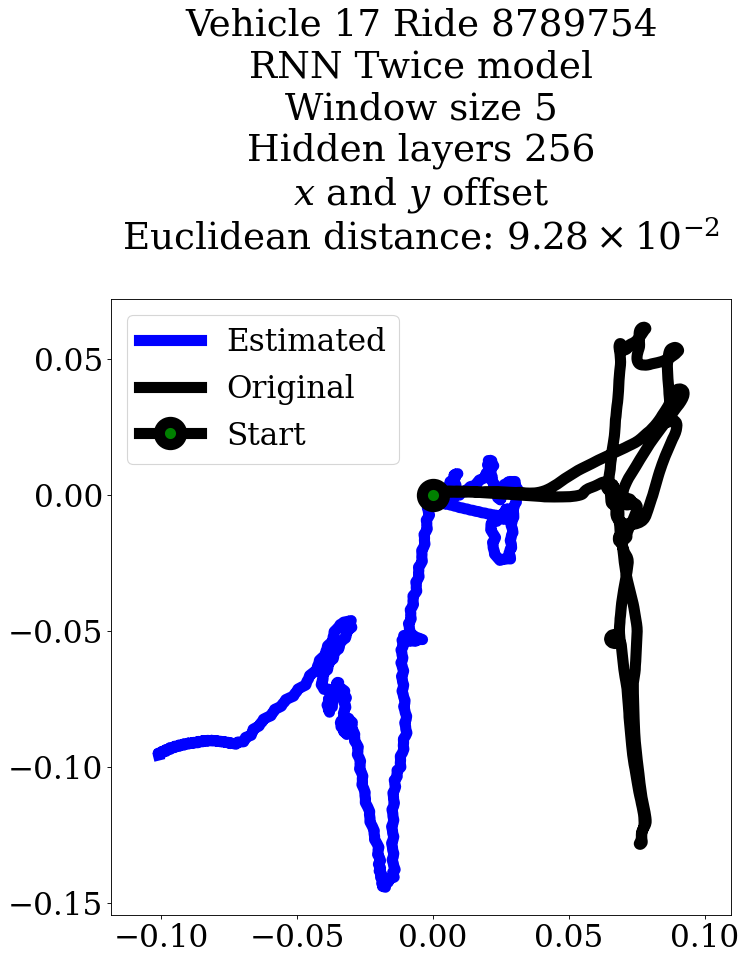 Vehicle 17 Ride 8789754
RNN Twice model
Window size 5
Hidden layers 256
x and y offset
Euclidean distance: 9.28 × 10⁻²
Estimated
Original
Start
0.05
0.00
−0.05
−0.10
−0.15
−0.10 −0.05 0.00 0.05 0.10